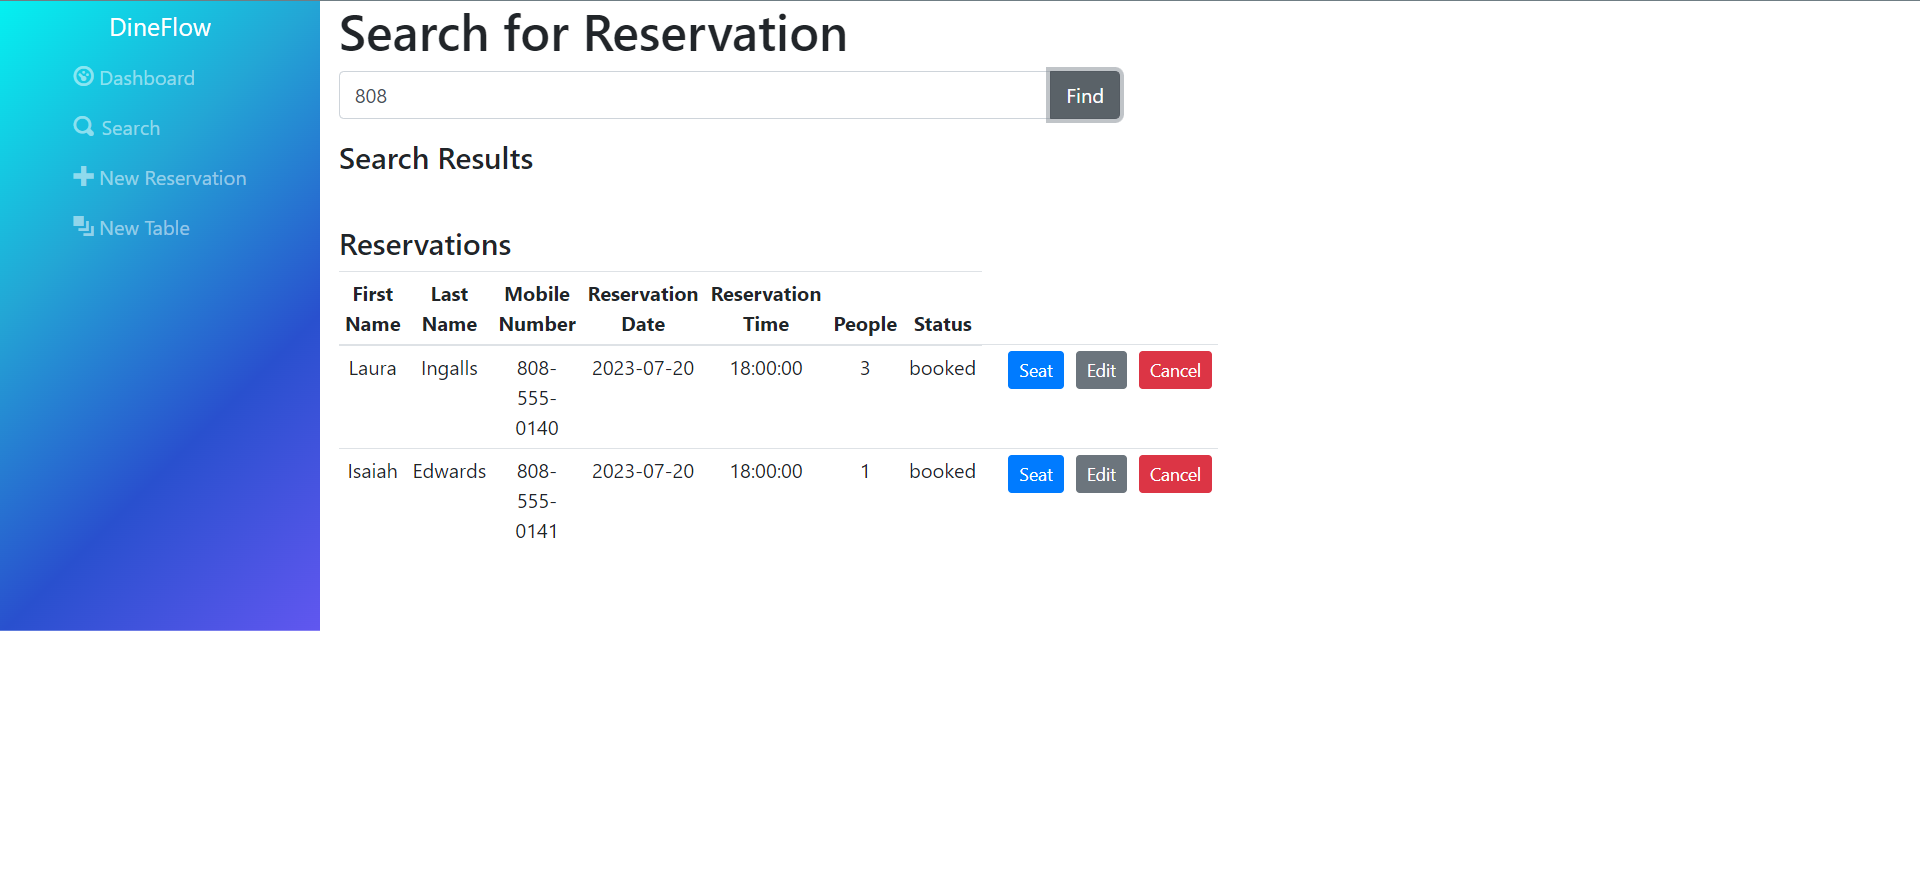 DineFlow
Dashboard
Search
New Reservation
New Table
Search for Reservation
808 Find
Search Results
Reservations
First Last Mobile Reservation Reservation
Name Name Number Date Time People Status
Laura Ingalls 808- 2023-07-20 18:00:00 3 booked Seat Edit Cancel
555-
0140
Isaiah Edwards 808- 2023-07-20 18:00:00 1 booked Seat Edit Cancel
555-
0141